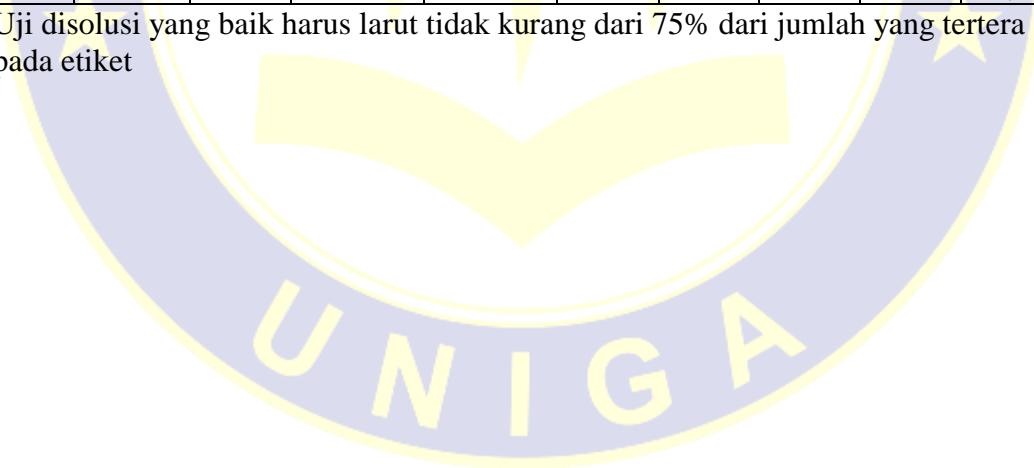 Uji disolusi yang baik harus larut tidak kurang dari 75% dari jumlah yang tertera
pada etiket
UNIGA